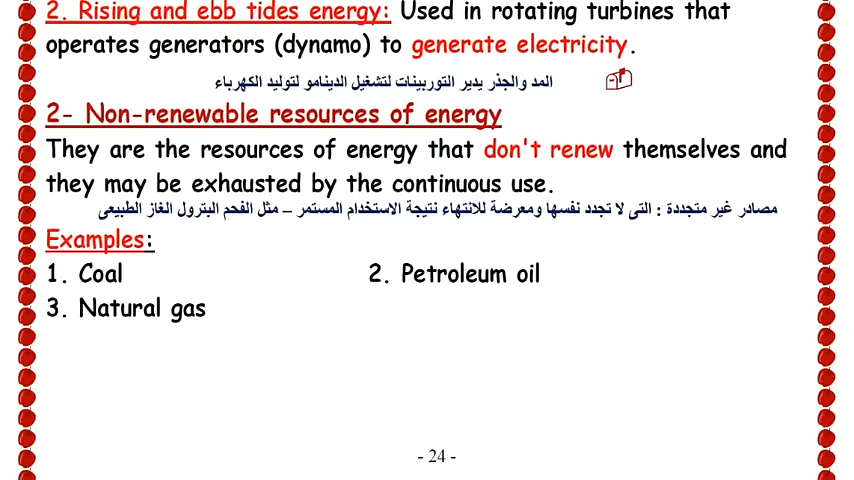 2. Rising and ebb tides energy: Used in rotating turbines that
operates generators (dynamo) to generate electricity.
المد والجذر يدير التوربينات لتشغيل الدينامو لتوليد الكهرباء
2- Non-renewable resources of energy
They are the resources of energy that don't renew themselves and
they may be exhausted by the continuous use.
مصادر غير متجددة : التى لا تجدد نفسها ومعرضة للانتهاء نتيجة الاستخدام المستمر – مثل الفحم البترول الغاز الطبيعى
Examples:
1. Coal 2. Petroleum oil
3. Natural gas
- 24 -